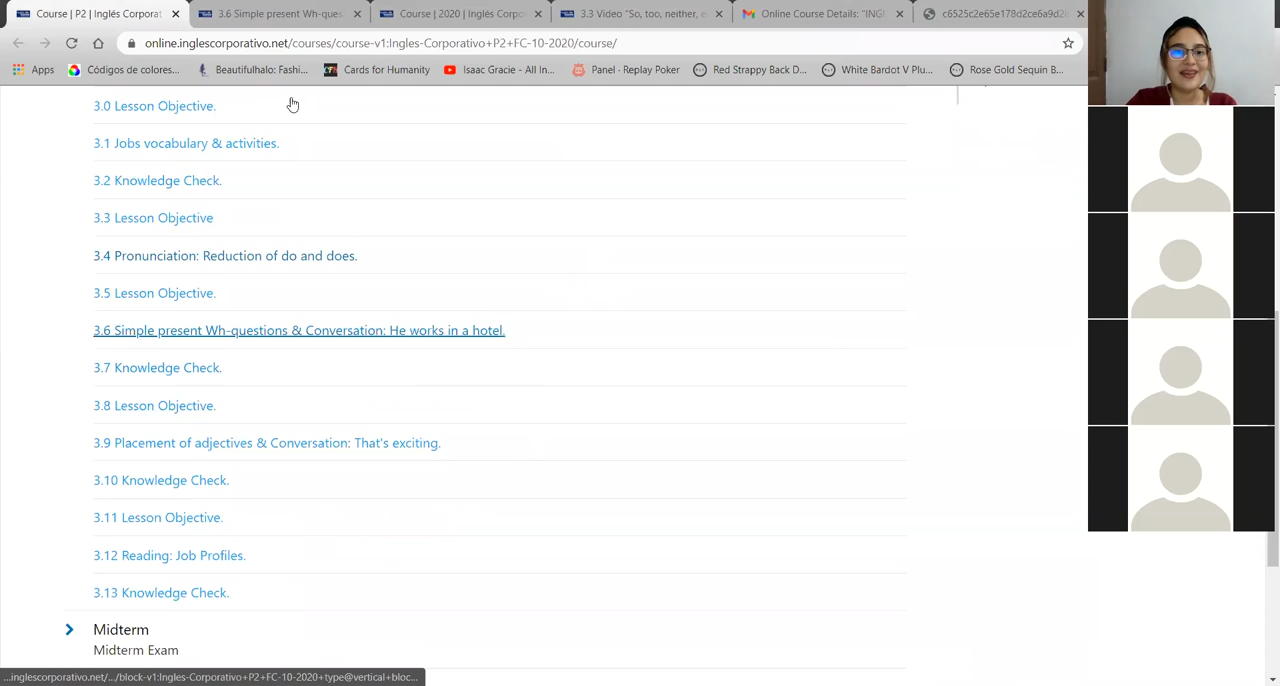 Course | P2 | Inglés Corporat
3.6 Simple present Wh-ques
Course | 2020 | Inglés Corpo
3.3 Video "So, too, neither, e
Online Course Details: "INGL
c6525c2e65e178d2ce6a9d2
online.inglescorporativo.net/courses/course-v1:Ingles-Corporativo+P2+FC-10-2020/course/
Apps
Códigos de colores...
Beautifulhalo: Fashi...
Cards for Humanity
Isaac Gracie - All In...
Panel · Replay Poker
Red Strappy Back D...
White Bardot V Plu...
Rose Gold Sequin B...
3.0 Lesson Objective.
3.1 Jobs vocabulary & activities.
3.2 Knowledge Check.
3.3 Lesson Objective
3.4 Pronunciation: Reduction of do and does.
3.5 Lesson Objective.
3.6 Simple present Wh-questions & Conversation: He works in a hotel.
3.7 Knowledge Check.
3.8 Lesson Objective.
3.9 Placement of adjectives & Conversation: That's exciting.
3.10 Knowledge Check.
3.11 Lesson Objective.
3.12 Reading: Job Profiles.
3.13 Knowledge Check.
Midterm
Midterm Exam
...inglescorporativo.net/.../block-v1:Ingles-Corporativo+P2+FC-10-2020+type@vertical+bloc...